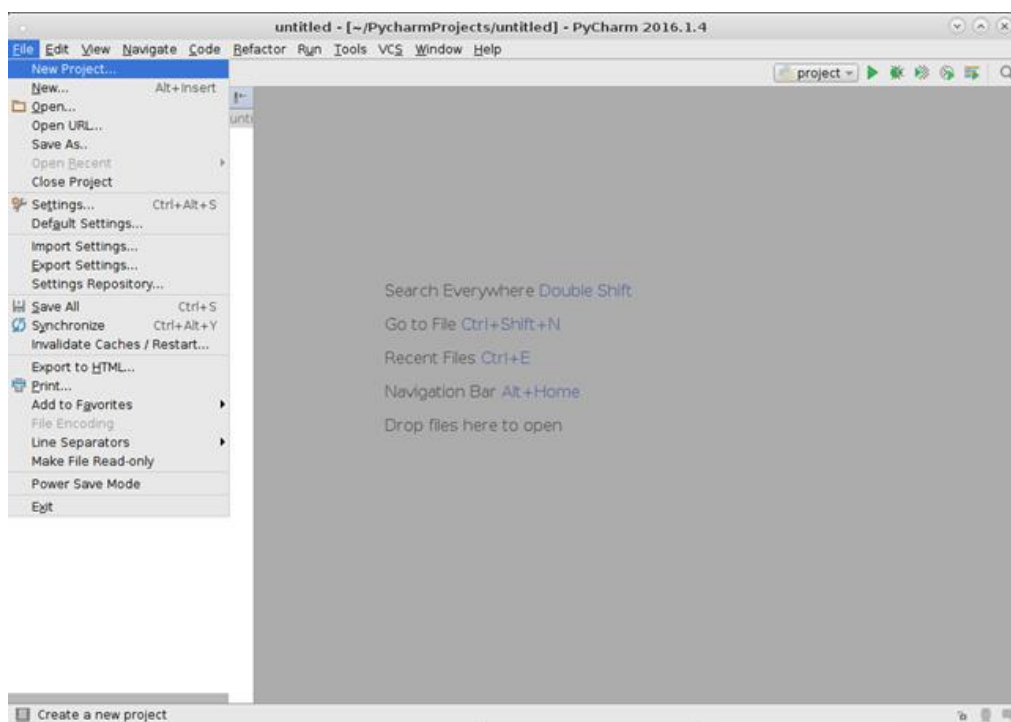 untitled - [~/PycharmProjects/untitled] - PyCharm 2016.1.4
File Edit View Navigate Code Refactor Run Tools VCS Window Help
New Project...
project
New... Alt+Insert
Open...
Open URL...
Save As..
Open Recent
Close Project
Settings... Ctrl+Alt+S
Default Settings...
Import Settings...
Export Settings...
Settings Repository...
Save All Ctrl+S
Synchronize Ctrl+Alt+Y
Invalidate Caches / Restart...
Export to HTML...
Print...
Add to Favorites
File Encoding
Line Separators
Make File Read-only
Power Save Mode
Exit
unti
Search Everywhere Double Shift
Go to File Ctrl+Shift+N
Recent Files Ctrl+E
Navigation Bar Alt+Home
Drop files here to open
Create a new project